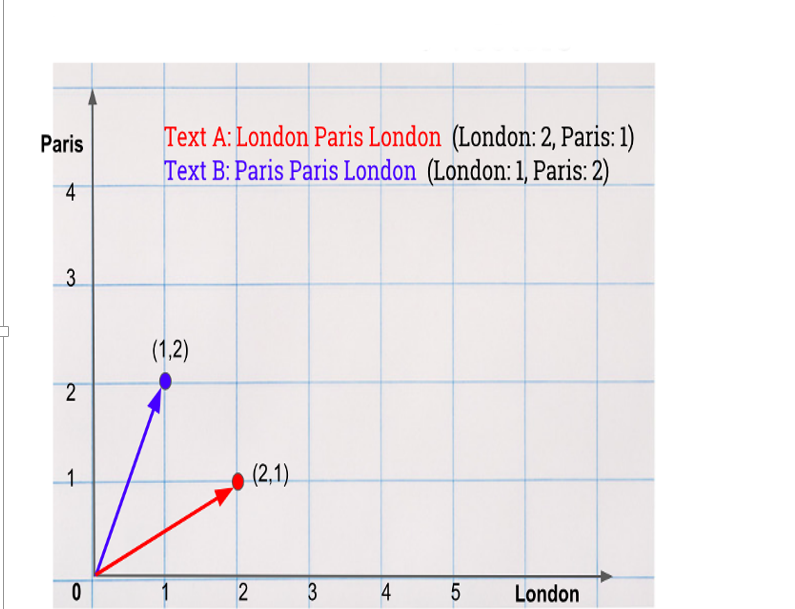 Paris
Text A: London Paris London (London: 2, Paris: 1)
Text B: Paris Paris London (London: 1, Paris: 2)
4
3
(1,2)
2
1
(2,1)
0 1 2 3 4 5 London